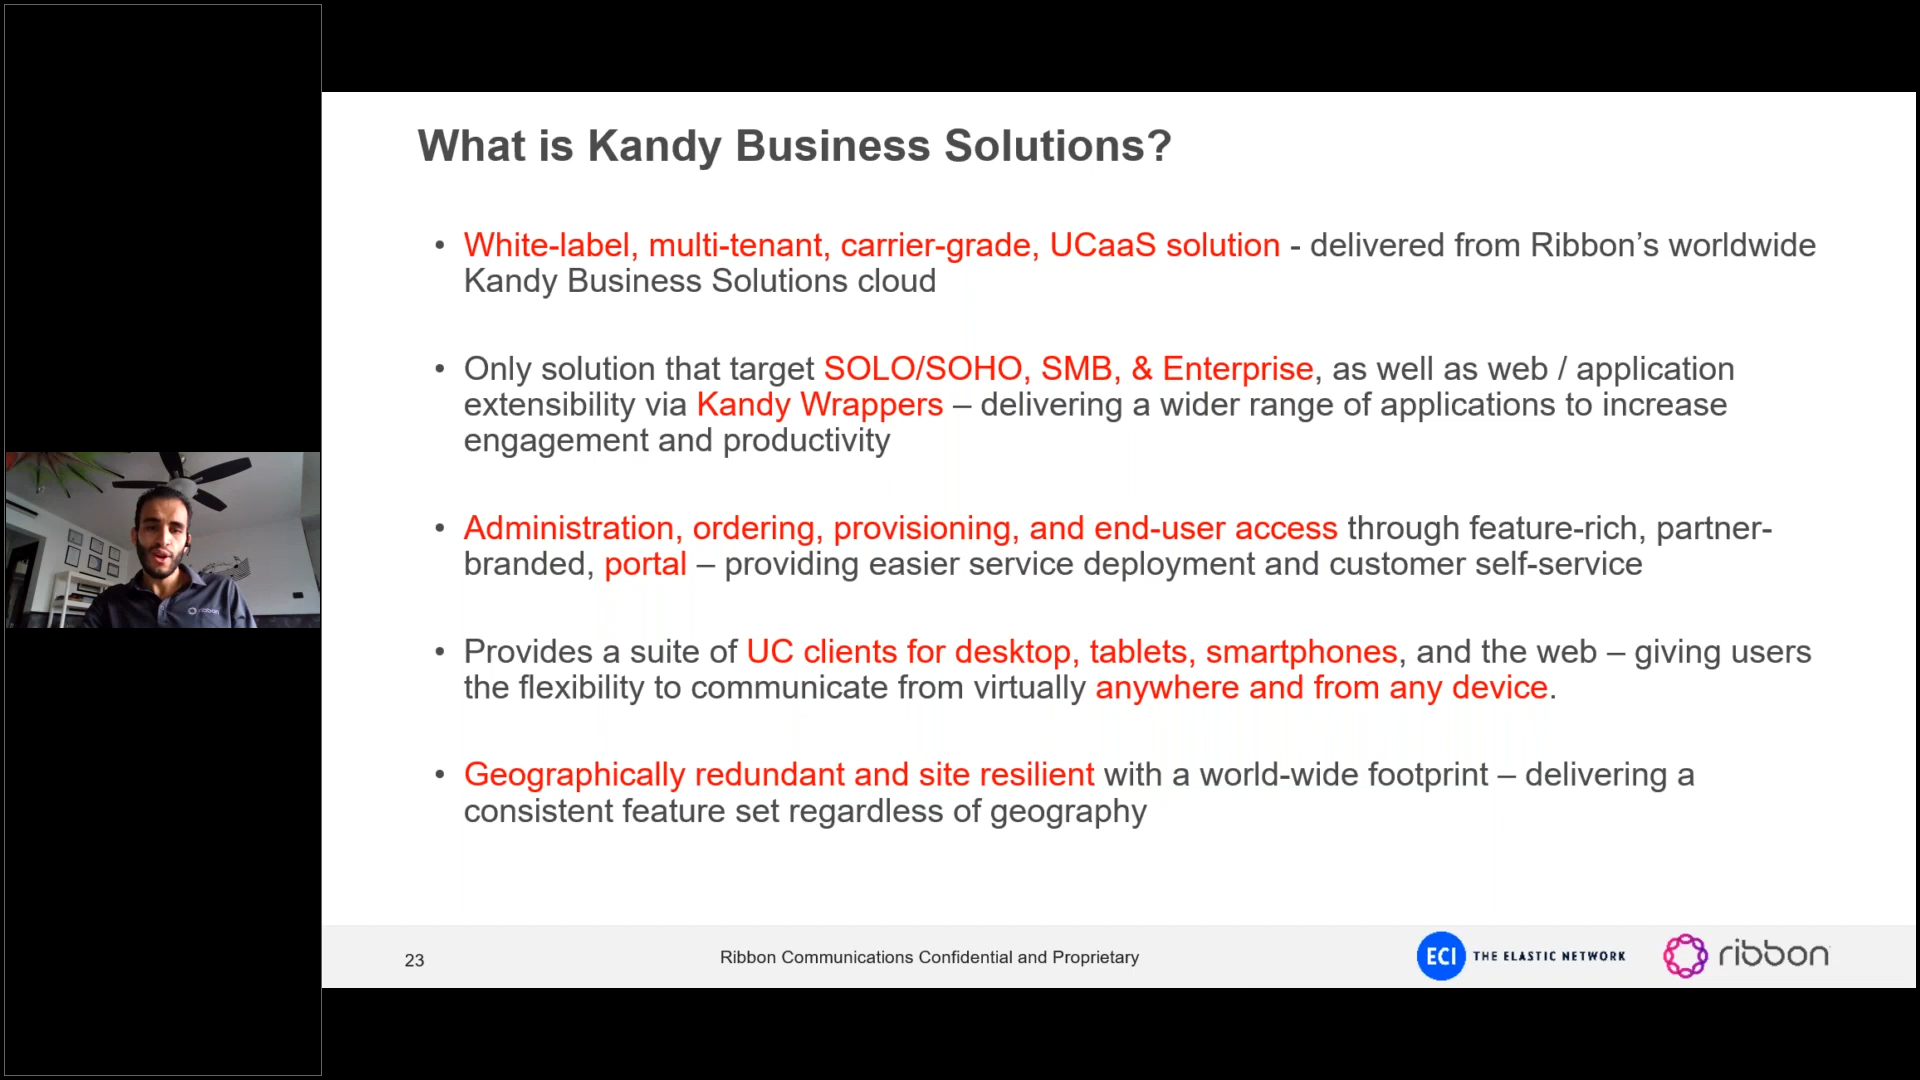 What is Kandy Business Solutions?
• White-label, multi-tenant, carrier-grade, UCaaS solution - delivered from Ribbon’s worldwide
Kandy Business Solutions cloud
• Only solution that target SOLO/SOHO, SMB, & Enterprise, as well as web / application
extensibility via Kandy Wrappers – delivering a wider range of applications to increase
engagement and productivity
• Administration, ordering, provisioning, and end-user access through feature-rich, partner-
branded, portal – providing easier service deployment and customer self-service
• Provides a suite of UC clients for desktop, tablets, smartphones, and the web – giving users
the flexibility to communicate from virtually anywhere and from any device.
• Geographically redundant and site resilient with a world-wide footprint – delivering a
consistent feature set regardless of geography
ribbon
23
Ribbon Communications Confidential and Proprietary
ECI THE ELASTIC NETWORK
ribbon